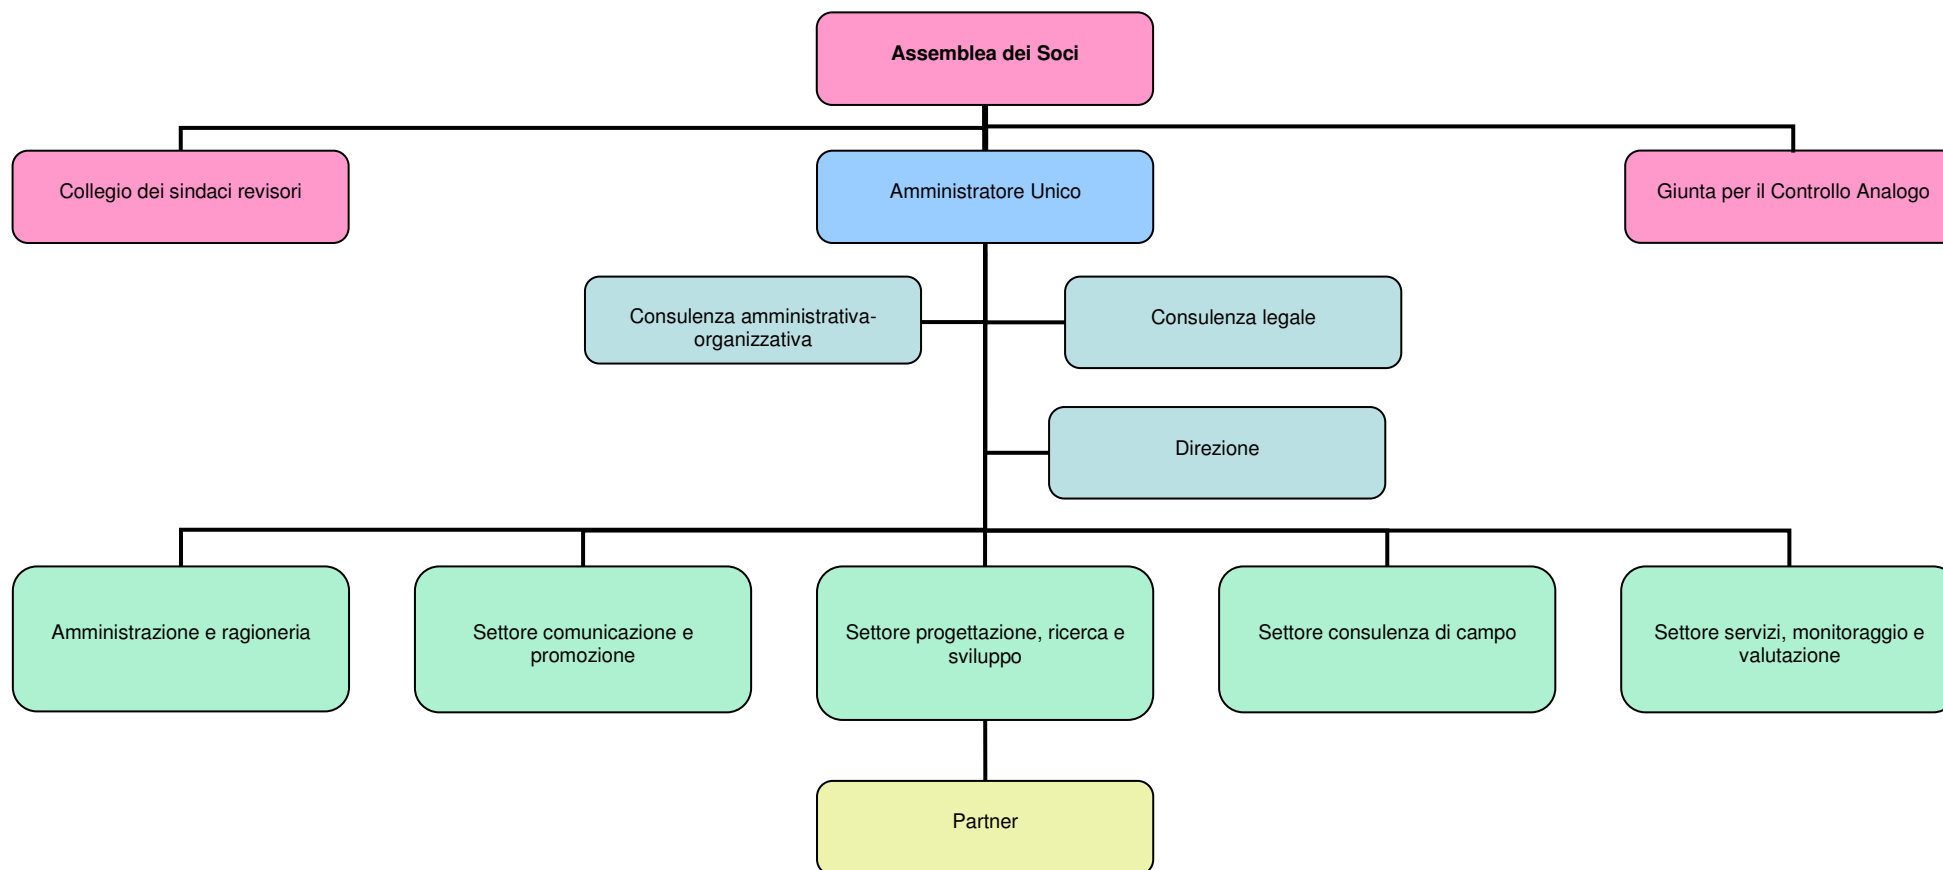 Assemblea dei Soci
Collegio dei sindaci revisori
Amministratore Unico
Giunta per il Controllo Analogo
Consulenza amministrativa-
organizzativa
Consulenza legale
Direzione
Amministrazione e ragioneria
Settore comunicazione e
promozione
Settore progettazione, ricerca e
sviluppo
Settore consulenza di campo
Settore servizi, monitoraggio e
valutazione
Partner